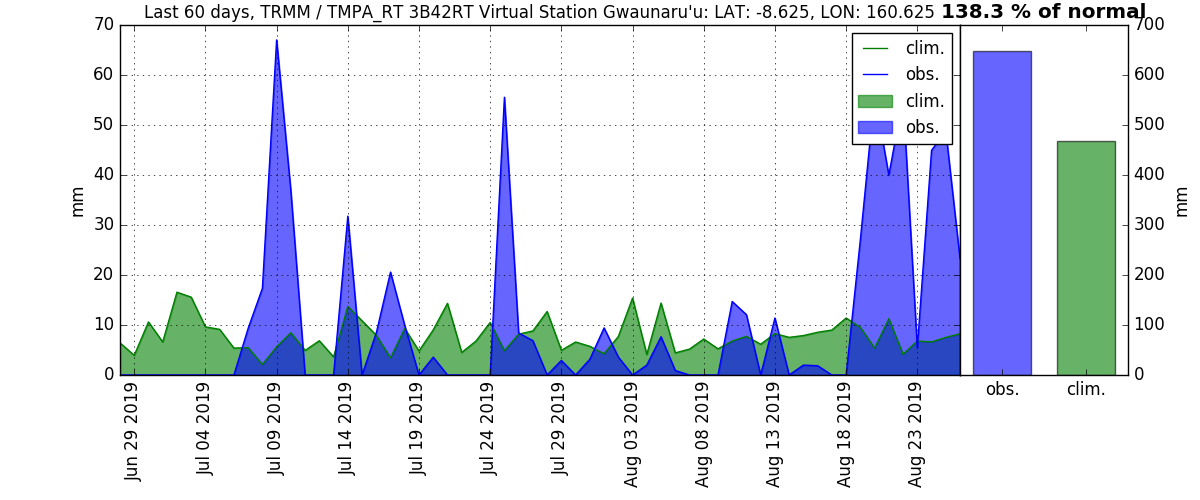 Last 60 days, TRMM / TMPA_RT 3B42RT Virtual Station Gwaunaru'u: LAT: -8.625, LON: 160.625 138.3 % of normal
70
60
50
40
30
20
10
0
mm
clim.
obs.
clim.
obs.
Jun 29 2019
Jul 04 2019
Jul 09 2019
Jul 14 2019
Jul 19 2019
Jul 24 2019
Jul 29 2019
Aug 03 2019
Aug 08 2019
Aug 13 2019
Aug 18 2019
Aug 23 2019
700
600
500
400
300
200
100
0
mm
obs.
clim.